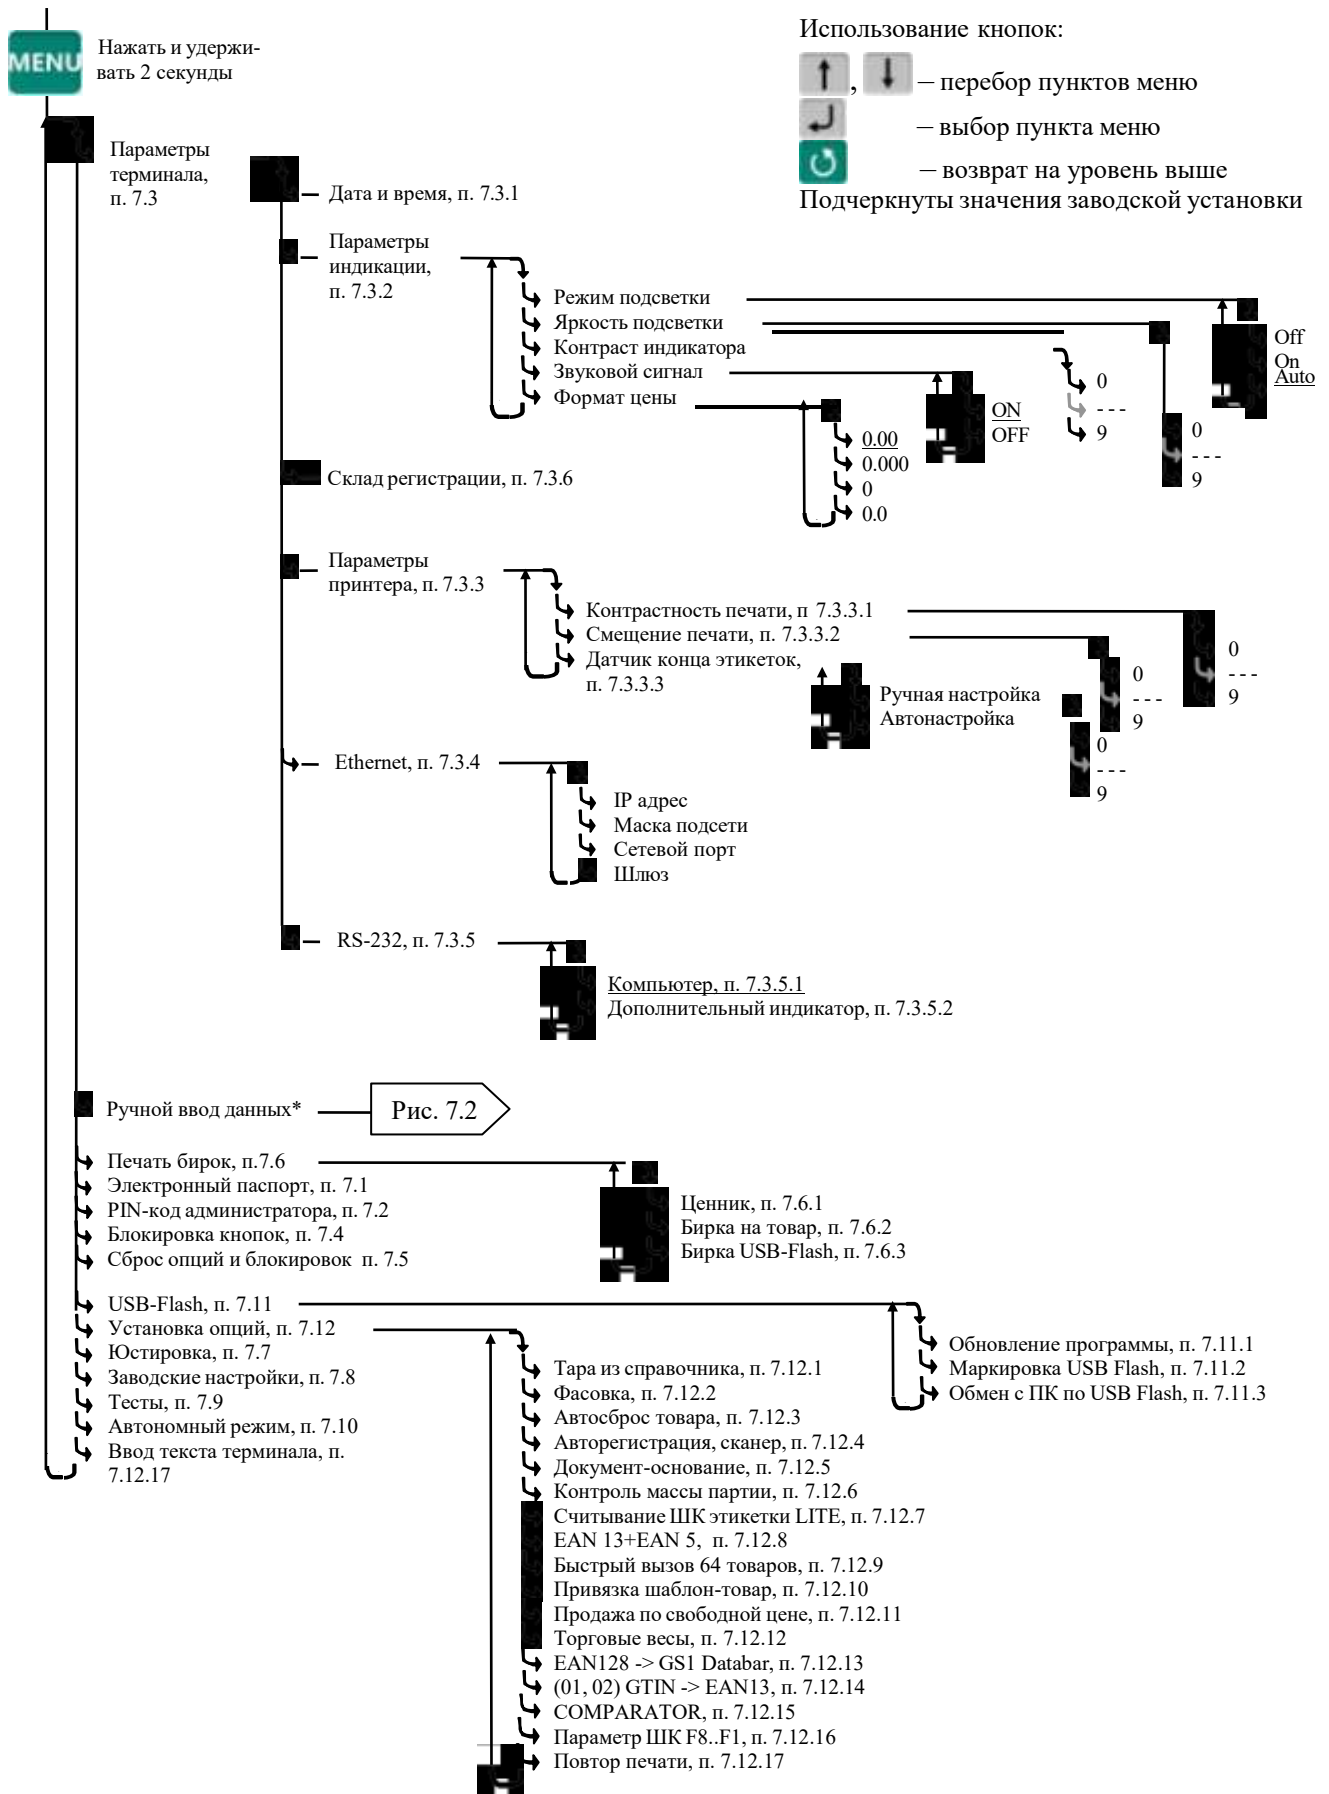 MENU
Нажать и удержи-
вать 2 секунды
Использование кнопок:
, – перебор пунктов меню
– выбор пункта меню
– возврат на уровень выше
Подчеркнуты значения заводской установки
Параметры
терминала,
п. 7.3
Дата и время, п. 7.3.1
Параметры
индикации,
п. 7.3.2
Режим подсветки
Яркость подсветки
Контраст индикатора
Звуковой сигнал
Формат цены
Off
On
Auto
0
- - -
9
0
- - -
9
ON
OFF
0.00
0.000
0
0.0
Склад регистрации, п. 7.3.6
Параметры
принтера, п. 7.3.3
Контрастность печати, п 7.3.3.1
Смещение печати, п. 7.3.3.2
Датчик конца этикеток,
п. 7.3.3.3
0
- - -
9
0
- - -
9
Ручная настройка
Автонастройка
0
- - -
9
Ethernet, п. 7.3.4
IP адрес
Маска подсети
Сетевой порт
Шлюз
RS-232, п. 7.3.5
Компьютер, п. 7.3.5.1
Дополнительный индикатор, п. 7.3.5.2
Ручной ввод данных*
Рис. 7.2
Печать бирок, п.7.6
Электронный паспорт, п. 7.1
PIN-код администратора, п. 7.2
Блокировка кнопок, п. 7.4
Сброс опций и блокировок п. 7.5
Ценник, п. 7.6.1
Бирка на товар, п. 7.6.2
Бирка USB-Flash, п. 7.6.3
USB-Flash, п. 7.11
Установка опций, п. 7.12
Юстировка, п. 7.7
Заводские настройки, п. 7.8
Тесты, п. 7.9
Автономный режим, п. 7.10
Ввод текста терминала, п.
7.12.17
Обновление программы, п. 7.11.1
Маркировка USB Flash, п. 7.11.2
Обмен с ПК по USB Flash, п. 7.11.3
Тара из справочника, п. 7.12.1
Фасовка, п. 7.12.2
Автосброс товара, п. 7.12.3
Авторегистрация, сканер, п. 7.12.4
Документ-основание, п. 7.12.5
Контроль массы партии, п. 7.12.6
Считывание ШК этикетки LITE, п. 7.12.7
EAN 13+EAN 5, п. 7.12.8
Быстрый вызов 64 товаров, п. 7.12.9
Привязка шаблон-товар, п. 7.12.10
Продажа по свободной цене, п. 7.12.11
Торговые весы, п. 7.12.12
EAN128 -> GS1 Databar, п. 7.12.13
(01, 02) GTIN -> EAN13, п. 7.12.14
COMPARATOR, п. 7.12.15
Параметр ШК F8..F1, п. 7.12.16
Повтор печати, п. 7.12.17